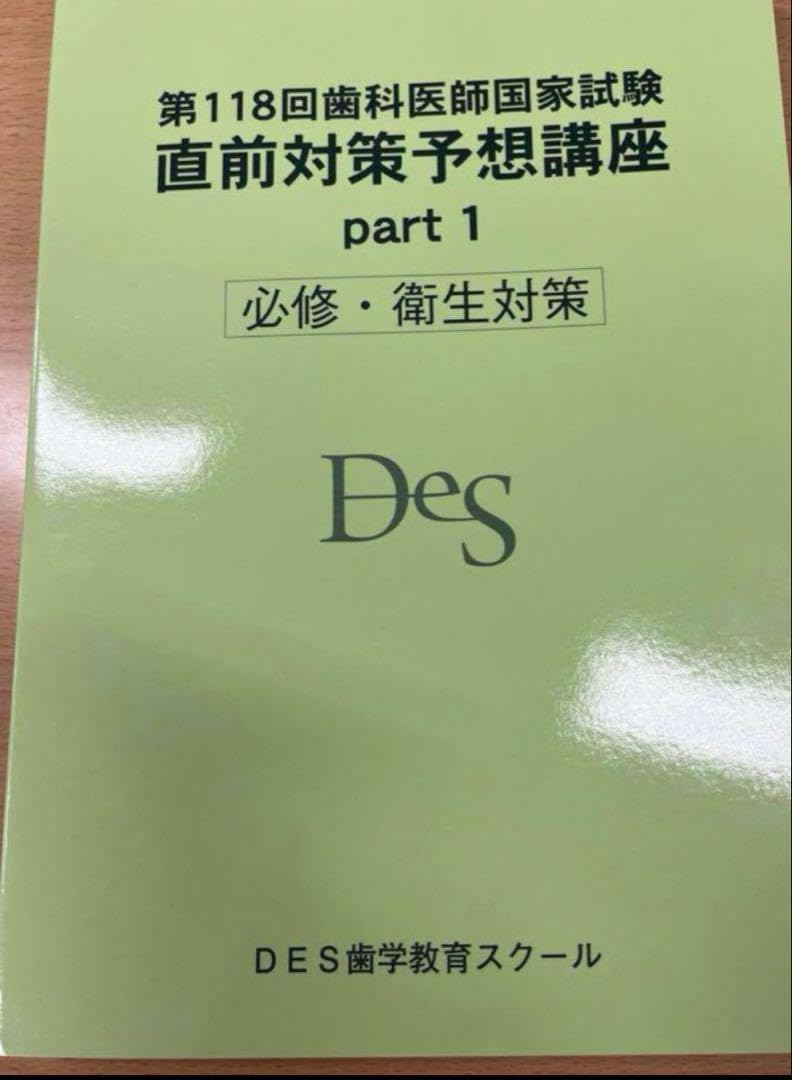 第118回歯科医師国家試験
直前対策予想講座
part 1
必修・衛生対策
DeS
DES歯学教育スクール